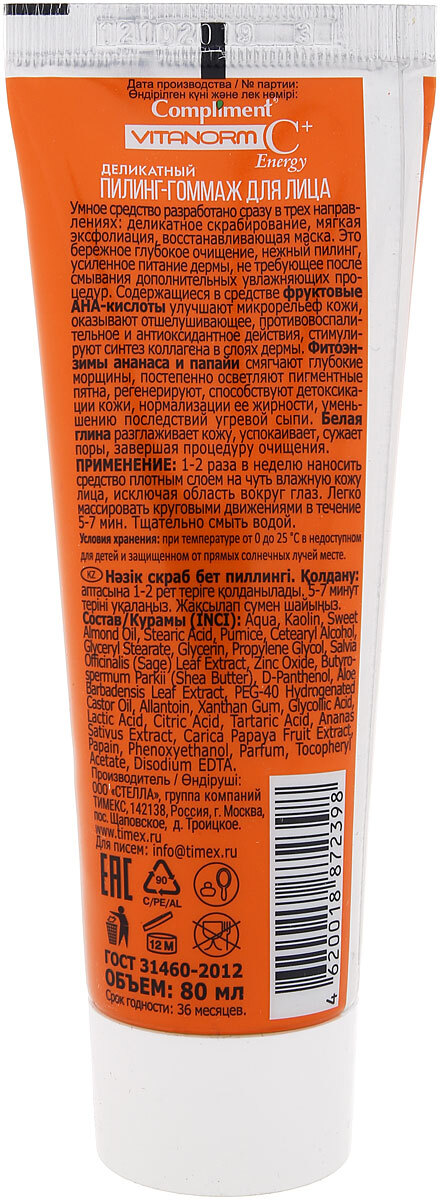 Дата производства / № партии:
Өндірілген күні және лек нөмірі:
Compliment
VITANORM C+
Energy
ДЕЛИКАТНЫЙ
ПИЛИНГ-ГОММАЖ ДЛЯ ЛИЦА
Умное средство разработано сразу в трех направ-
лениях: деликатное скрабирование, мягкая
эксфолиация, восстанавливающая маска. Это
бережное глубокое очищение, нежный пилинг,
усиленное питание дермы, не требующее после
смывания дополнительных увлажняющих про-
цедур. Содержащиеся в средстве фруктовые
АНА-кислоты улучшают микрорельеф кожи,
оказывают отшелушивающее, противовоспали-
тельное и антиоксидантное действия, стимули-
руют синтез коллагена в слоях дермы. Фитоэн-
зимы ананаса и папайи смягчают глубокие
морщины, постепенно осветляют пигментные
пятна, регенерируют, способствуют детоксика-
ции кожи, нормализации ее жирности, умень-
шению последствий угревой сыпи. Белая
глина разглаживает кожу, успокаивает, сужает
поры, завершая процедуру очищения.
ПРИМЕНЕНИЕ: 1-2 раза в неделю наносить
средство плотным слоем на чуть влажную кожу
лица, исключая область вокруг глаз. Легко
массировать круговыми движениями в течение
5-7 мин. Тщательно смыть водой.
Условия хранения: при температуре от 0 до 25 °С в недоступном
для детей и защищенном от прямых солнечных лучей месте.
KZ Нәзік скраб бет пиллингі. Қолдану:
аптасына 1-2 рет теріге қолданылады. 5-7 минут
теріні уқалаңыз. Жақсылап сумен шайыңыз.
Состав/Курамы (INCI): Aqua, Kaolin, Sweet
Almond Oil, Stearic Acid, Pumice, Cetearyl Alcohol,
Glyceryl Stearate, Glycerin, Propylene Glycol, Salvia
Officinalis (Sage) Leaf Extract, Zinc Oxide, Butyro-
spermum Parkii (Shea Butter), D-Panthenol, Aloe
Barbadensis Leaf Extract, PEG-40 Hydrogenated
Castor Oil, Allantoin, Xanthan Gum, Glycollic Acid,
Lactic Acid, Citric Acid, Tartaric Acid, Ananas
Sativus Extract, Carica Papaya Fruit Extract,
Papain, Phenoxyethanol, Parfum, Tocopheryl
Acetate, Disodium EDTA.
Производитель / Өндіруші:
ООО «СТЕЛЛА», группа компаний
ТИМЕКС, 142138, Россия, г. Москва,
пос. Щаповское, д. Троицкое.
www.timex.ru
Для писем: info@timex.ru
EAC
90
C/PE/AL
12 M
ГОСТ 31460-2012
ОБЪЕМ: 80 мл
Срок годности: 36 месяцев.
4620018872398